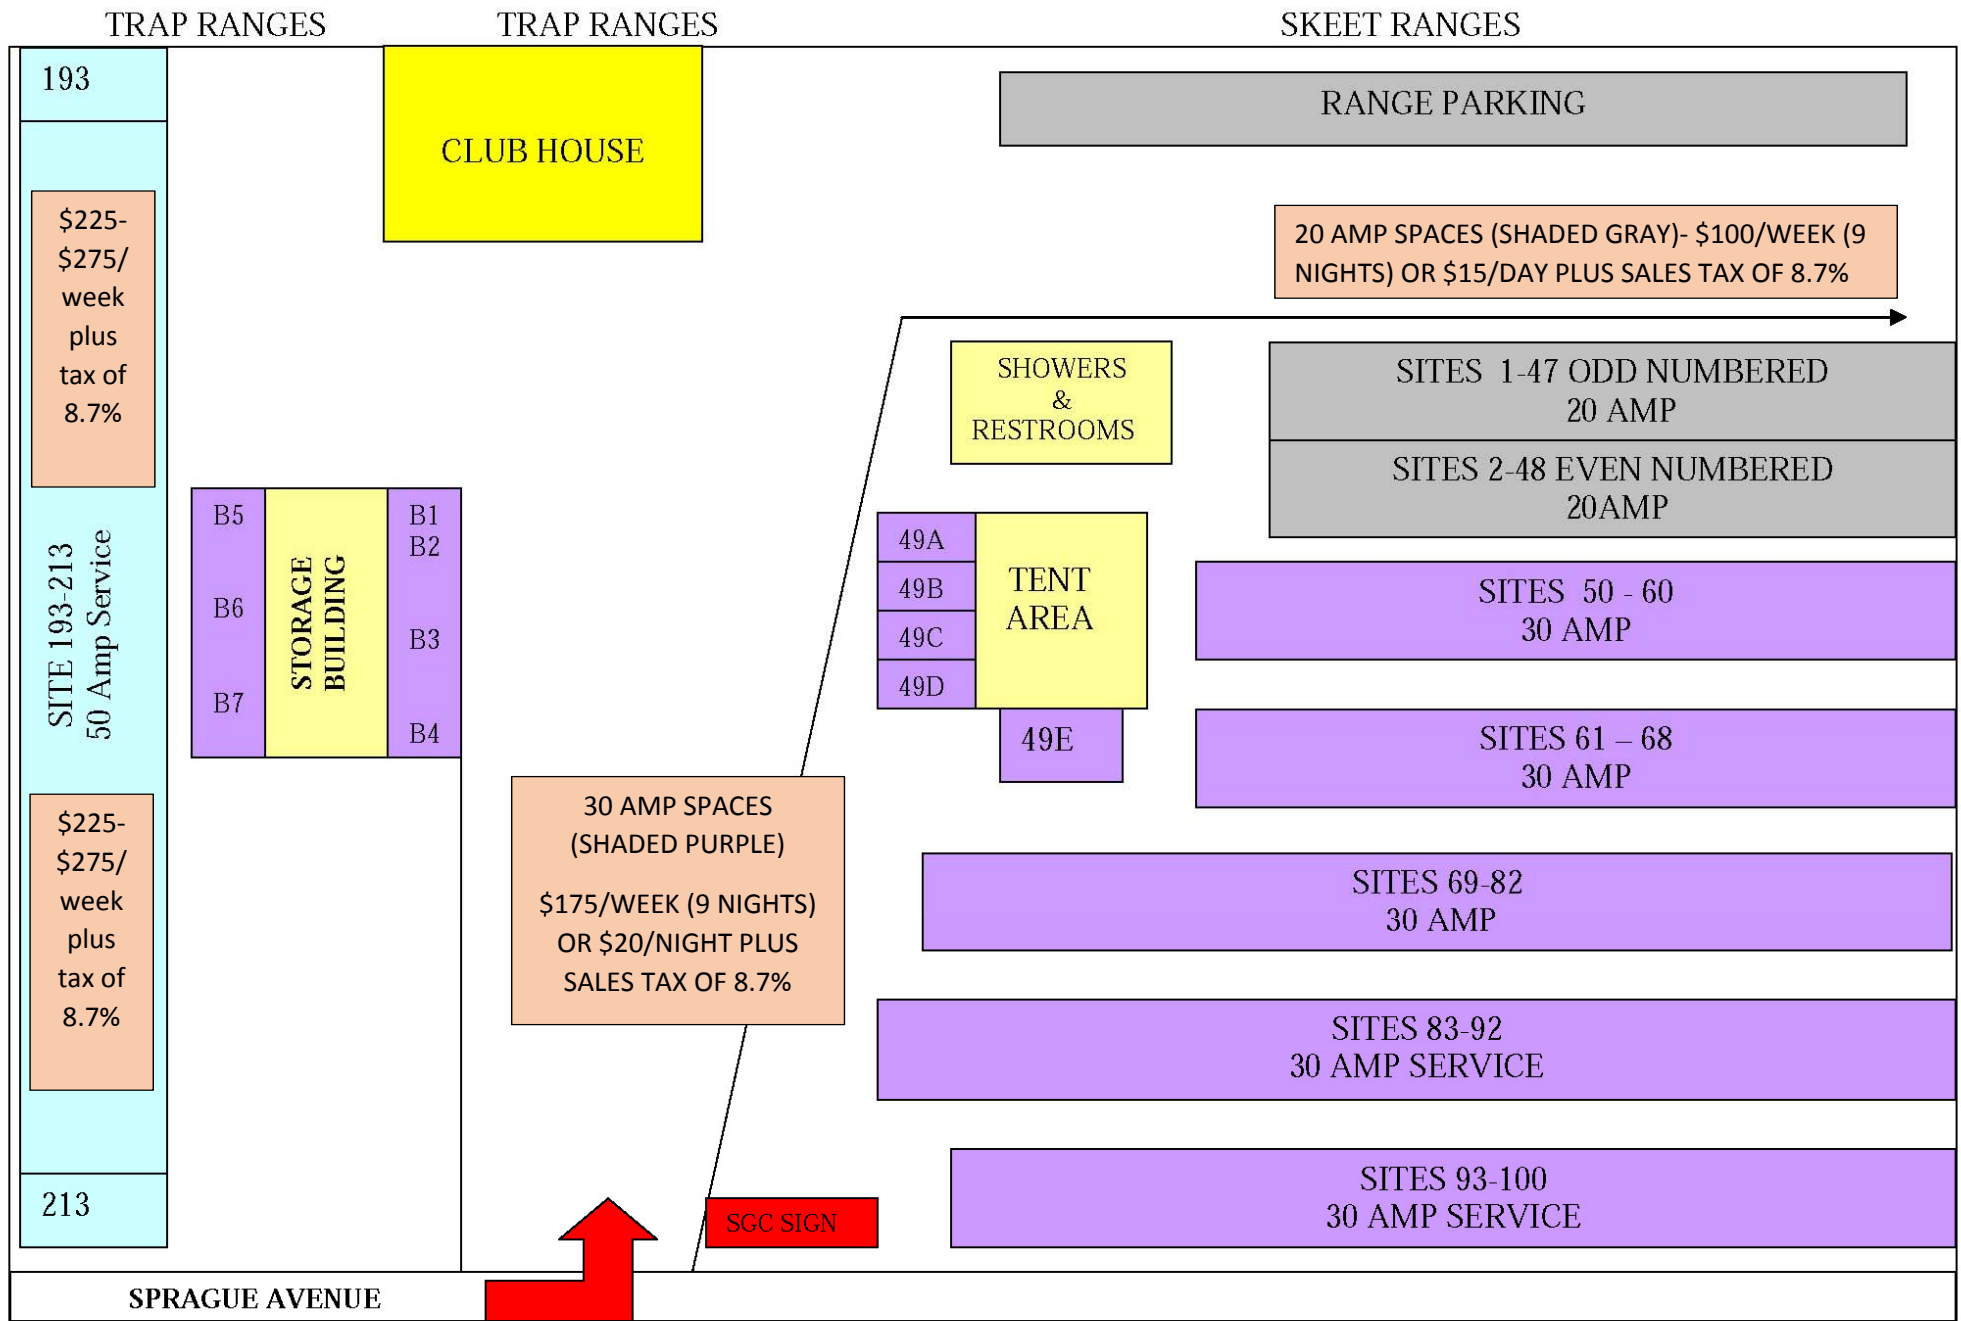 TRAP RANGES
TRAP RANGES
SKEET RANGES
193
CLUB HOUSE
RANGE PARKING
$225-
$275/
week
plus
tax of
8.7%
20 AMP SPACES (SHADED GRAY)- $100/WEEK (9
NIGHTS) OR $15/DAY PLUS SALES TAX OF 8.7%
SHOWERS
&
RESTROOMS
SITES 1-47 ODD NUMBERED
20 AMP
SITES 2-48 EVEN NUMBERED
20AMP
SITE 193-213
50 Amp Service
B5
B6
B7
STORAGE
BUILDING
B1
B2
B3
B4
49A
49B
49C
49D
TENT
AREA
49E
SITES 50 - 60
30 AMP
SITES 61 – 68
30 AMP
$225-
$275/
week
plus
tax of
8.7%
30 AMP SPACES
(SHADED PURPLE)
$175/WEEK (9 NIGHTS)
OR $20/NIGHT PLUS
SALES TAX OF 8.7%
SITES 69-82
30 AMP
SITES 83-92
30 AMP SERVICE
SITES 93-100
30 AMP SERVICE
213
SGC SIGN
SPRAGUE AVENUE